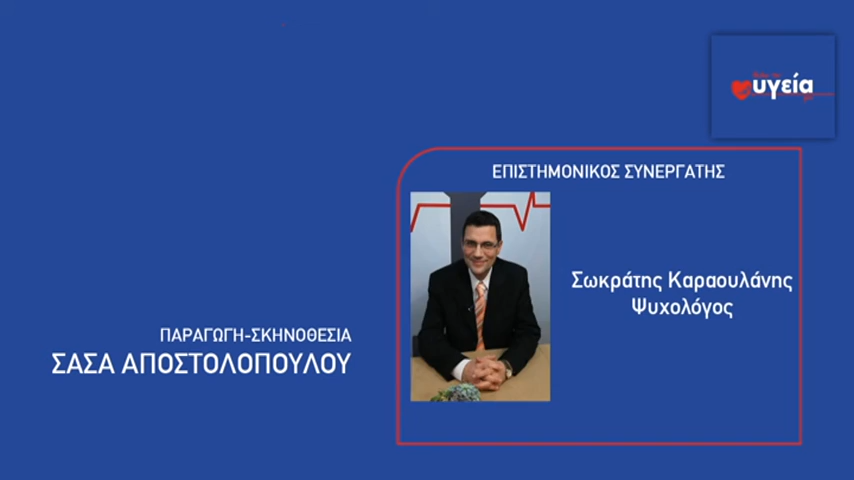 υγεία
ΕΠΙΣΤΗΜΟΝΙΚΟΣ ΣΥΝΕΡΓΑΤΗΣ
Σωκράτης Καραουλάνης
Ψυχολόγος
ΠΑΡΑΓΩΓΗ-ΣΚΗΝΟΘΕΣΙΑ
ΣΑΣΑ ΑΠΟΣΤΟΛΟΠΟΥΛΟΥ